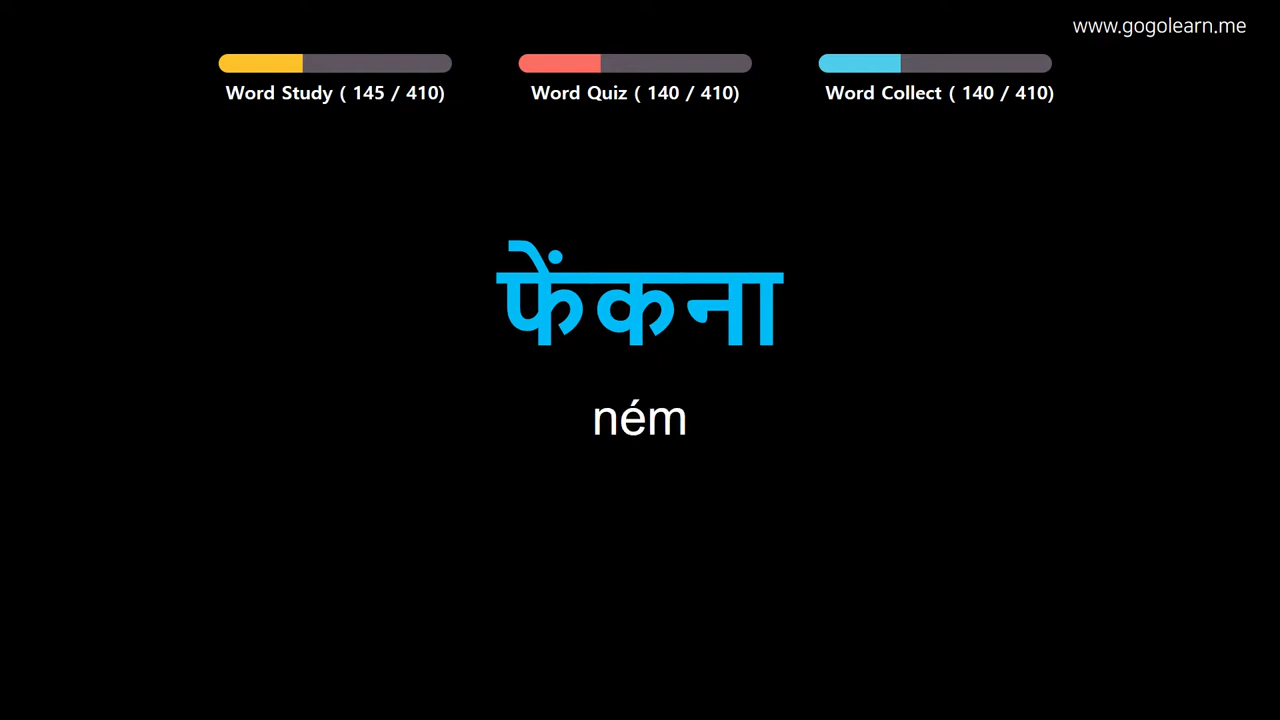 www.gogolearn.me
Word Study ( 145 / 410)
Word Quiz ( 140 / 410)
Word Collect ( 140 / 410)
फेंकना
ném